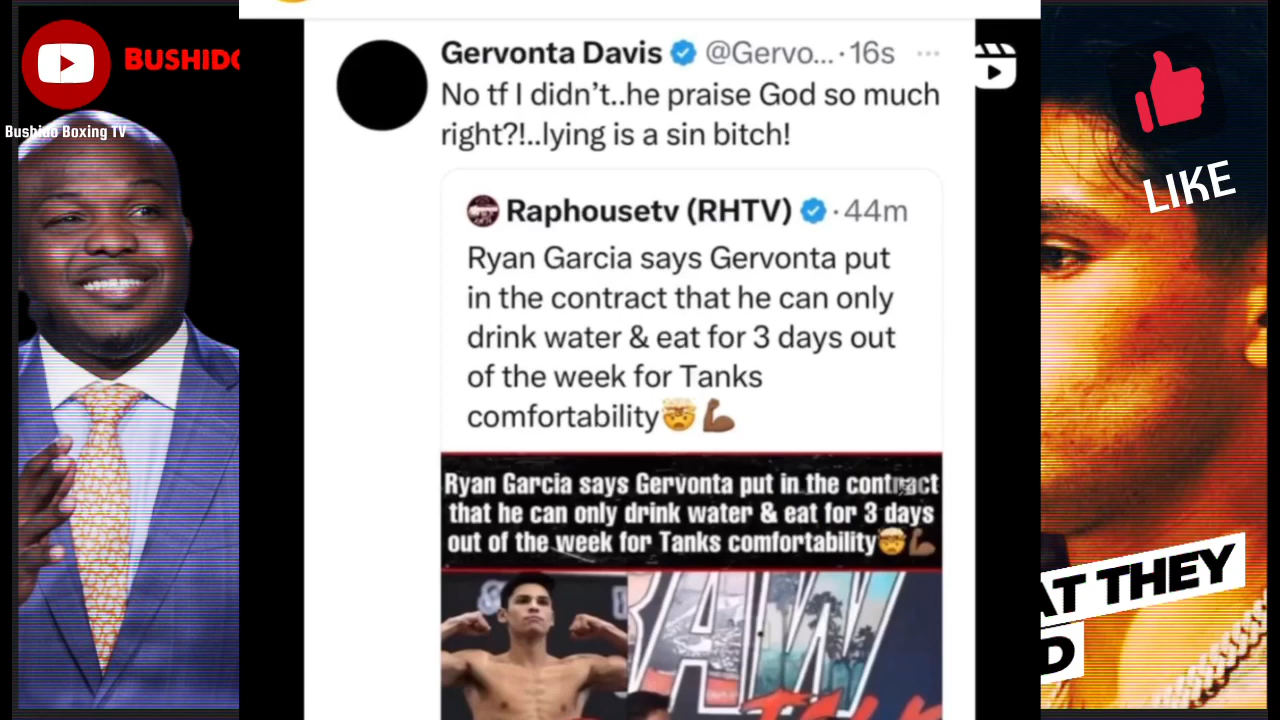 BUSHIDO
Bushido Boxing TV
Gervonta Davis @Gervo... · 16s ...
No tf I didn't..he praise God so much
right?!..lying is a sin bitch!
Raphousetv (RHTV) · 44m
Ryan Garcia says Gervonta put
in the contract that he can only
drink water & eat for 3 days out
of the week for Tanks
comfortability🤯💪🏾
Ryan Garcia says Gervonta put in the contract
that he can only drink water & eat for 3 days
out of the week for Tanks comfortability🤯💪🏾
LIKE
AT THEY
D